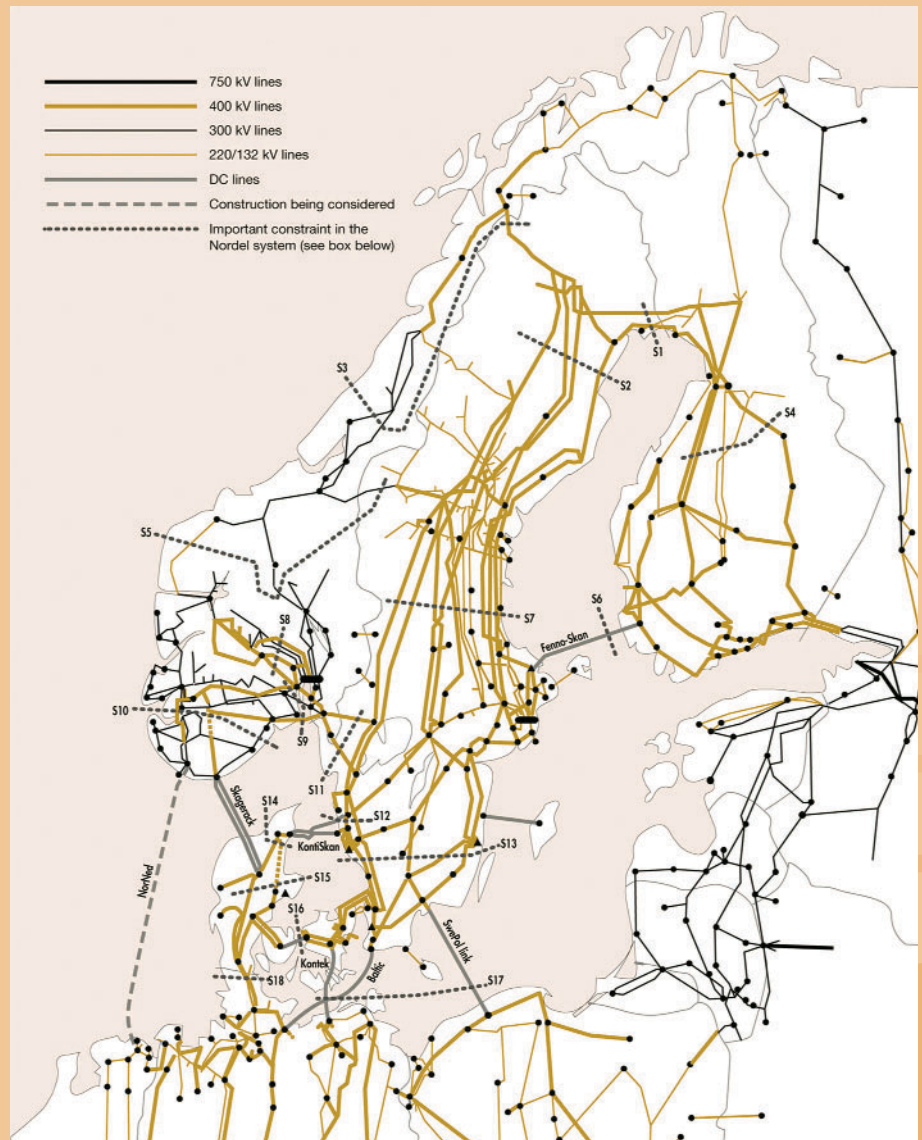 750 kV lines
400 kV lines
300 kV lines
220/132 kV lines
DC lines
Construction being considered
Important constraint in the
Nordel system (see box below)
S1
S2
S3
S4
S5
S6
S7
Fenno-Skan
S8
S10
S9
S11
Skagerack
S14
S12
KontiSkan
S13
NorNed
S15
S16
SwePol link
Kontek
Baltic
S18
S17